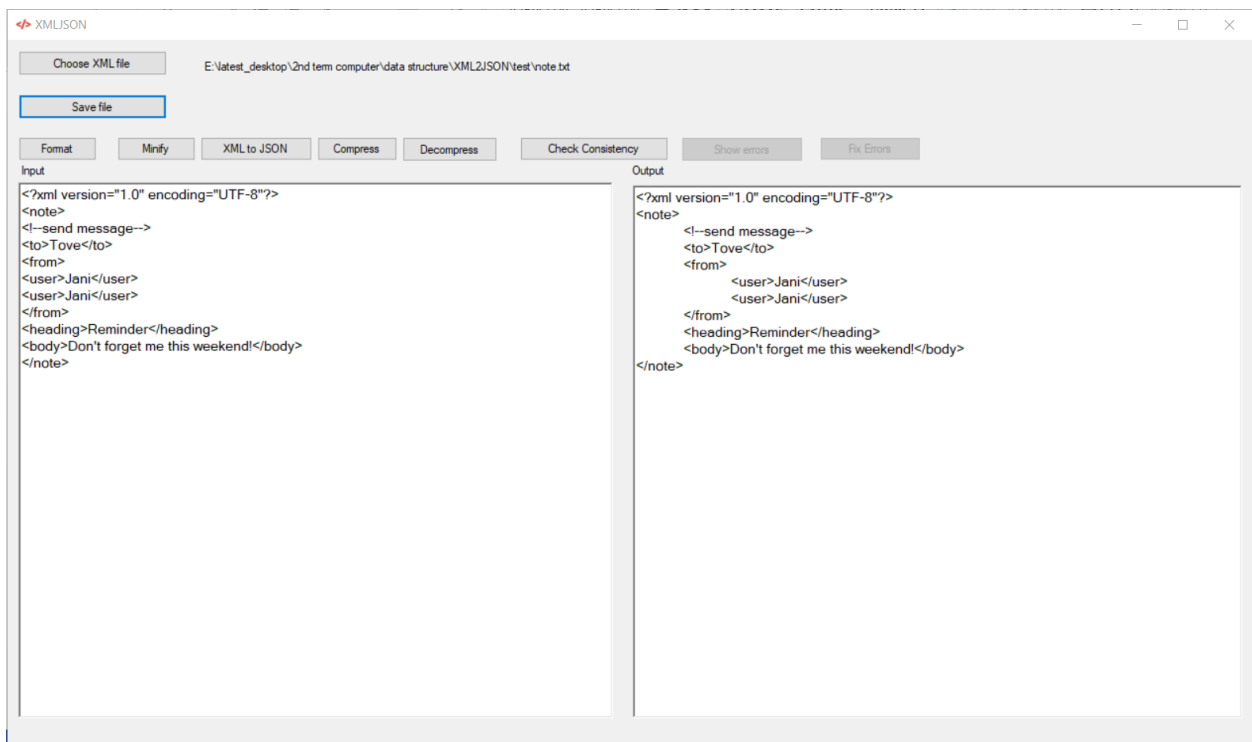 </> XMLJSON
Choose XML file
E:\latest_desktop\2nd term computer\data structure\XML2JSON\test\note.txt
Save file
Format Minify XML to JSON Compress Decompress Check Consistency Show errors Fix Errors
Input
<?xml version="1.0" encoding="UTF-8"?>
<note>
<!--send message-->
<to>Tove</to>
<from>
<user>Jani</user>
<user>Jani</user>
</from>
<heading>Reminder</heading>
<body>Don't forget me this weekend!</body>
</note>
Output
<?xml version="1.0" encoding="UTF-8"?>
<note>
<!--send message-->
<to>Tove</to>
<from>
<user>Jani</user>
<user>Jani</user>
</from>
<heading>Reminder</heading>
<body>Don't forget me this weekend!</body>
</note>